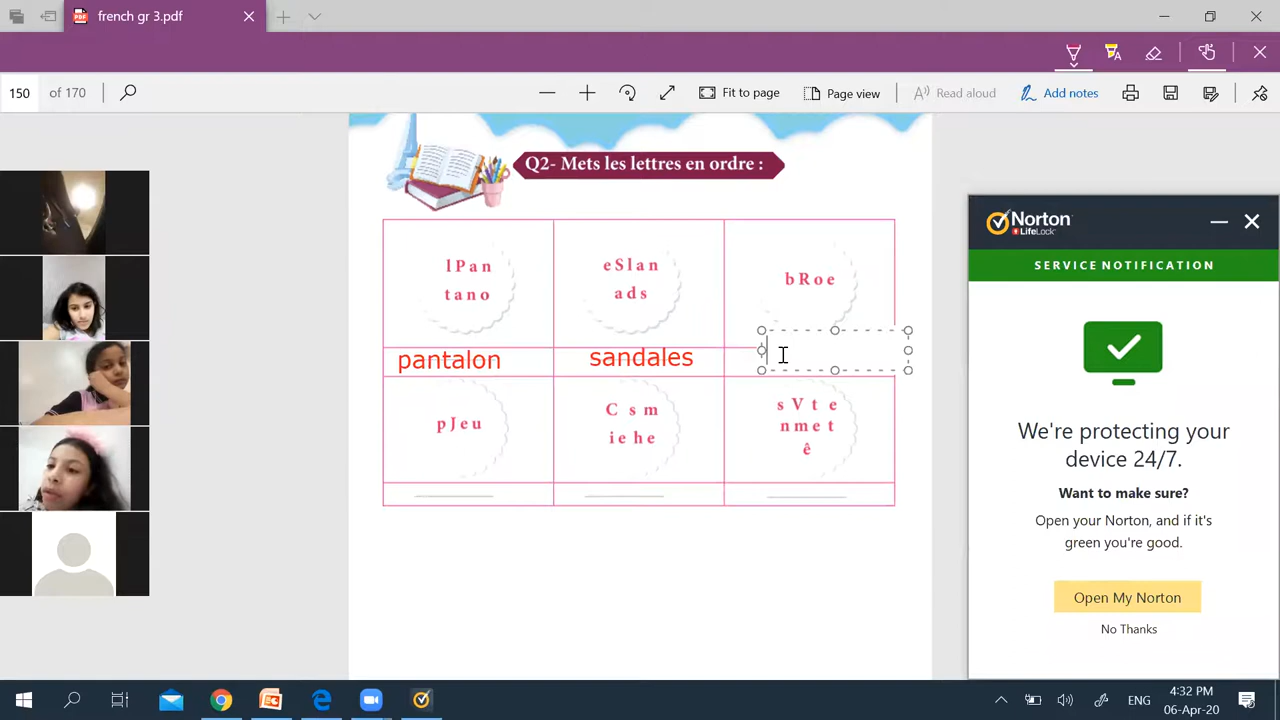 french gr 3.pdf
150 of 170
Fit to page
Page view
Read aloud
Add notes
Q2- Mets les lettres en ordre :
lPan
tano
eSlan
ads
bRoe
pantalon
sandales
pJeu
C s m
iehe
s V t e
nmet
ê
Norton
LifeLock
SERVICE NOTIFICATION
We're protecting your
device 24/7.
Want to make sure?
Open your Norton, and if it's
green you're good.
Open My Norton
No Thanks
ENG
4:32 PM
06-Apr-20